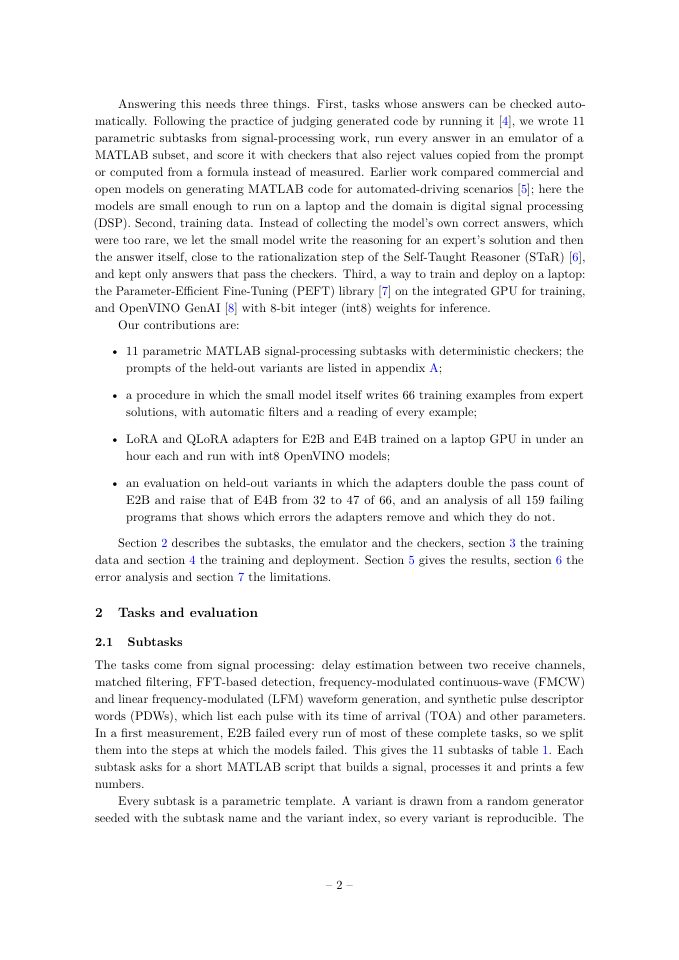 Answering this needs three things. First, tasks whose answers can be checked auto-
matically. Following the practice of judging generated code by running it [4], we wrote 11
parametric subtasks from signal-processing work, run every answer in an emulator of a
MATLAB subset, and score it with checkers that also reject values copied from the prompt
or computed from a formula instead of measured. Earlier work compared commercial and
open models on generating MATLAB code for automated-driving scenarios [5]; here the
models are small enough to run on a laptop and the domain is digital signal processing
(DSP). Second, training data. Instead of collecting the model's own correct answers, which
were too rare, we let the small model write the reasoning for an expert's solution and then
the answer itself, close to the rationalization step of the Self-Taught Reasoner (STaR) [6],
and kept only answers that pass the checkers. Third, a way to train and deploy on a laptop:
the Parameter-Efficient Fine-Tuning (PEFT) library [7] on the integrated GPU for training,
and OpenVINO GenAI [8] with 8-bit integer (int8) weights for inference.
Our contributions are:
• 11 parametric MATLAB signal-processing subtasks with deterministic checkers; the
prompts of the held-out variants are listed in appendix A;
• a procedure in which the small model itself writes 66 training examples from expert
solutions, with automatic filters and a reading of every example;
• LoRA and QLoRA adapters for E2B and E4B trained on a laptop GPU in under an
hour each and run with int8 OpenVINO models;
• an evaluation on held-out variants in which the adapters double the pass count of
E2B and raise that of E4B from 32 to 47 of 66, and an analysis of all 159 failing
programs that shows which errors the adapters remove and which they do not.
Section 2 describes the subtasks, the emulator and the checkers, section 3 the training
data and section 4 the training and deployment. Section 5 gives the results, section 6 the
error analysis and section 7 the limitations.
2 Tasks and evaluation
2.1 Subtasks
The tasks come from signal processing: delay estimation between two receive channels,
matched filtering, FFT-based detection, frequency-modulated continuous-wave (FMCW)
and linear frequency-modulated (LFM) waveform generation, and synthetic pulse descriptor
words (PDWs), which list each pulse with its time of arrival (TOA) and other parameters.
In a first measurement, E2B failed every run of most of these complete tasks, so we split
them into the steps at which the models failed. This gives the 11 subtasks of table 1. Each
subtask asks for a short MATLAB script that builds a signal, processes it and prints a few
numbers.
Every subtask is a parametric template. A variant is drawn from a random generator
seeded with the subtask name and the variant index, so every variant is reproducible. The
– 2 –